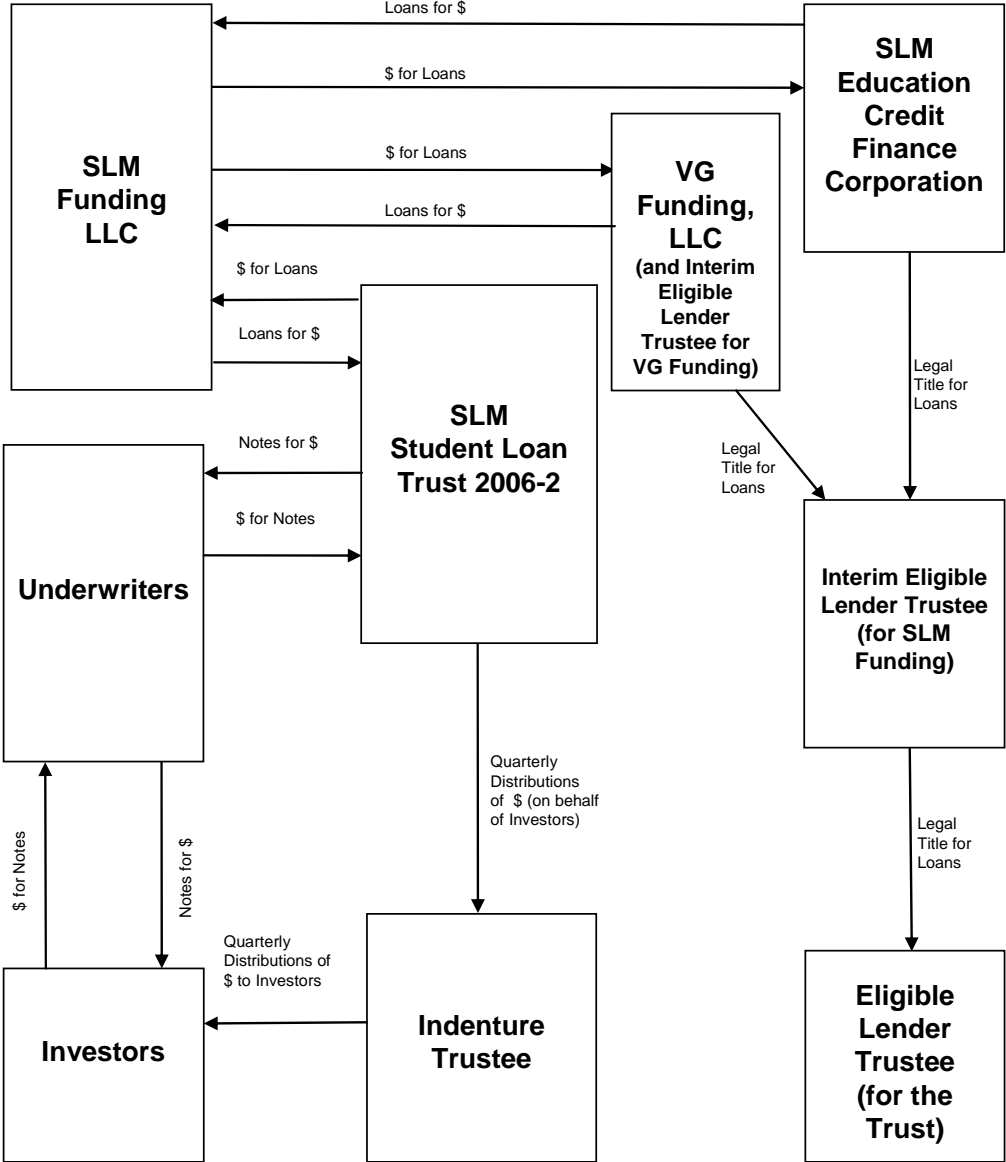 Loans for $
SLM
Education
Credit
Finance
Corporation
$ for Loans
SLM
Funding
LLC
$ for Loans
VG
Funding,
LLC
(and Interim
Eligible
Lender
Trustee for
VG Funding)
Loans for $
$ for Loans
Loans for $
SLM
Student Loan
Trust 2006-2
Legal
Title for
Loans
Legal
Title for
Loans
Notes for $
$ for Notes
Underwriters
Interim Eligible
Lender Trustee
(for SLM
Funding)
Quarterly
Distributions
of $ (on behalf
of Investors)
$ for Notes
Notes for $
Legal
Title for
Loans
Quarterly
Distributions of
$ to Investors
Investors
Indenture
Trustee
Eligible
Lender
Trustee
(for the
Trust)